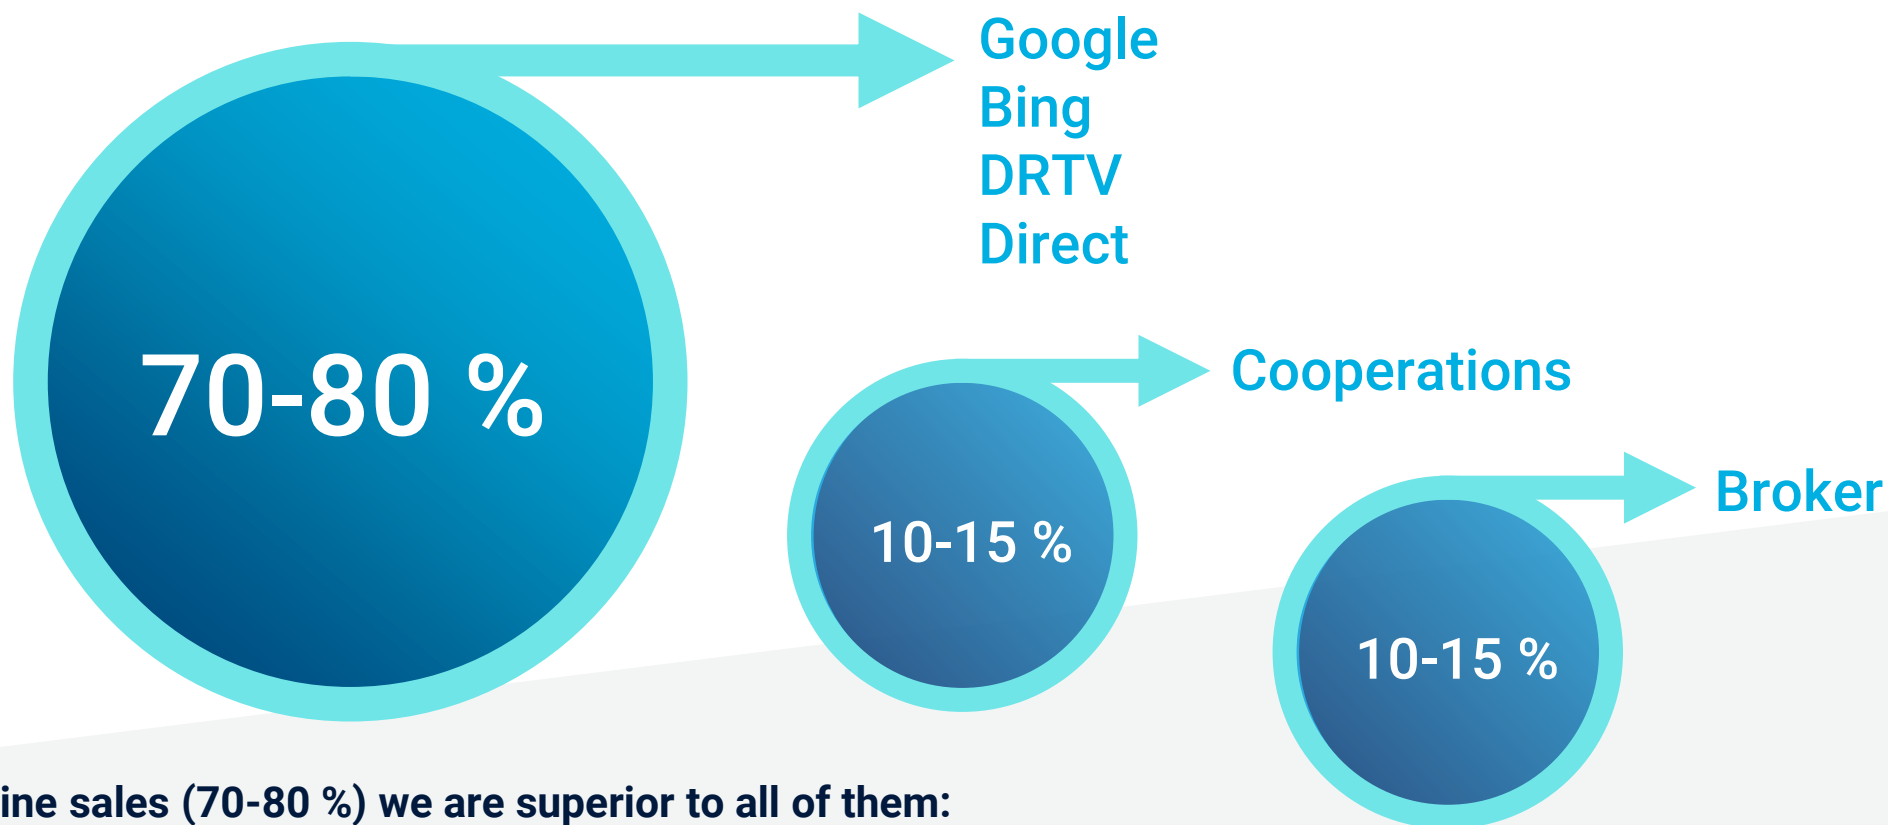 Google
Bing
DRTV
Direct
70-80 %
Cooperations
10-15 %
Broker
10-15 %
sales (70-80 %) we are superior to all of them: